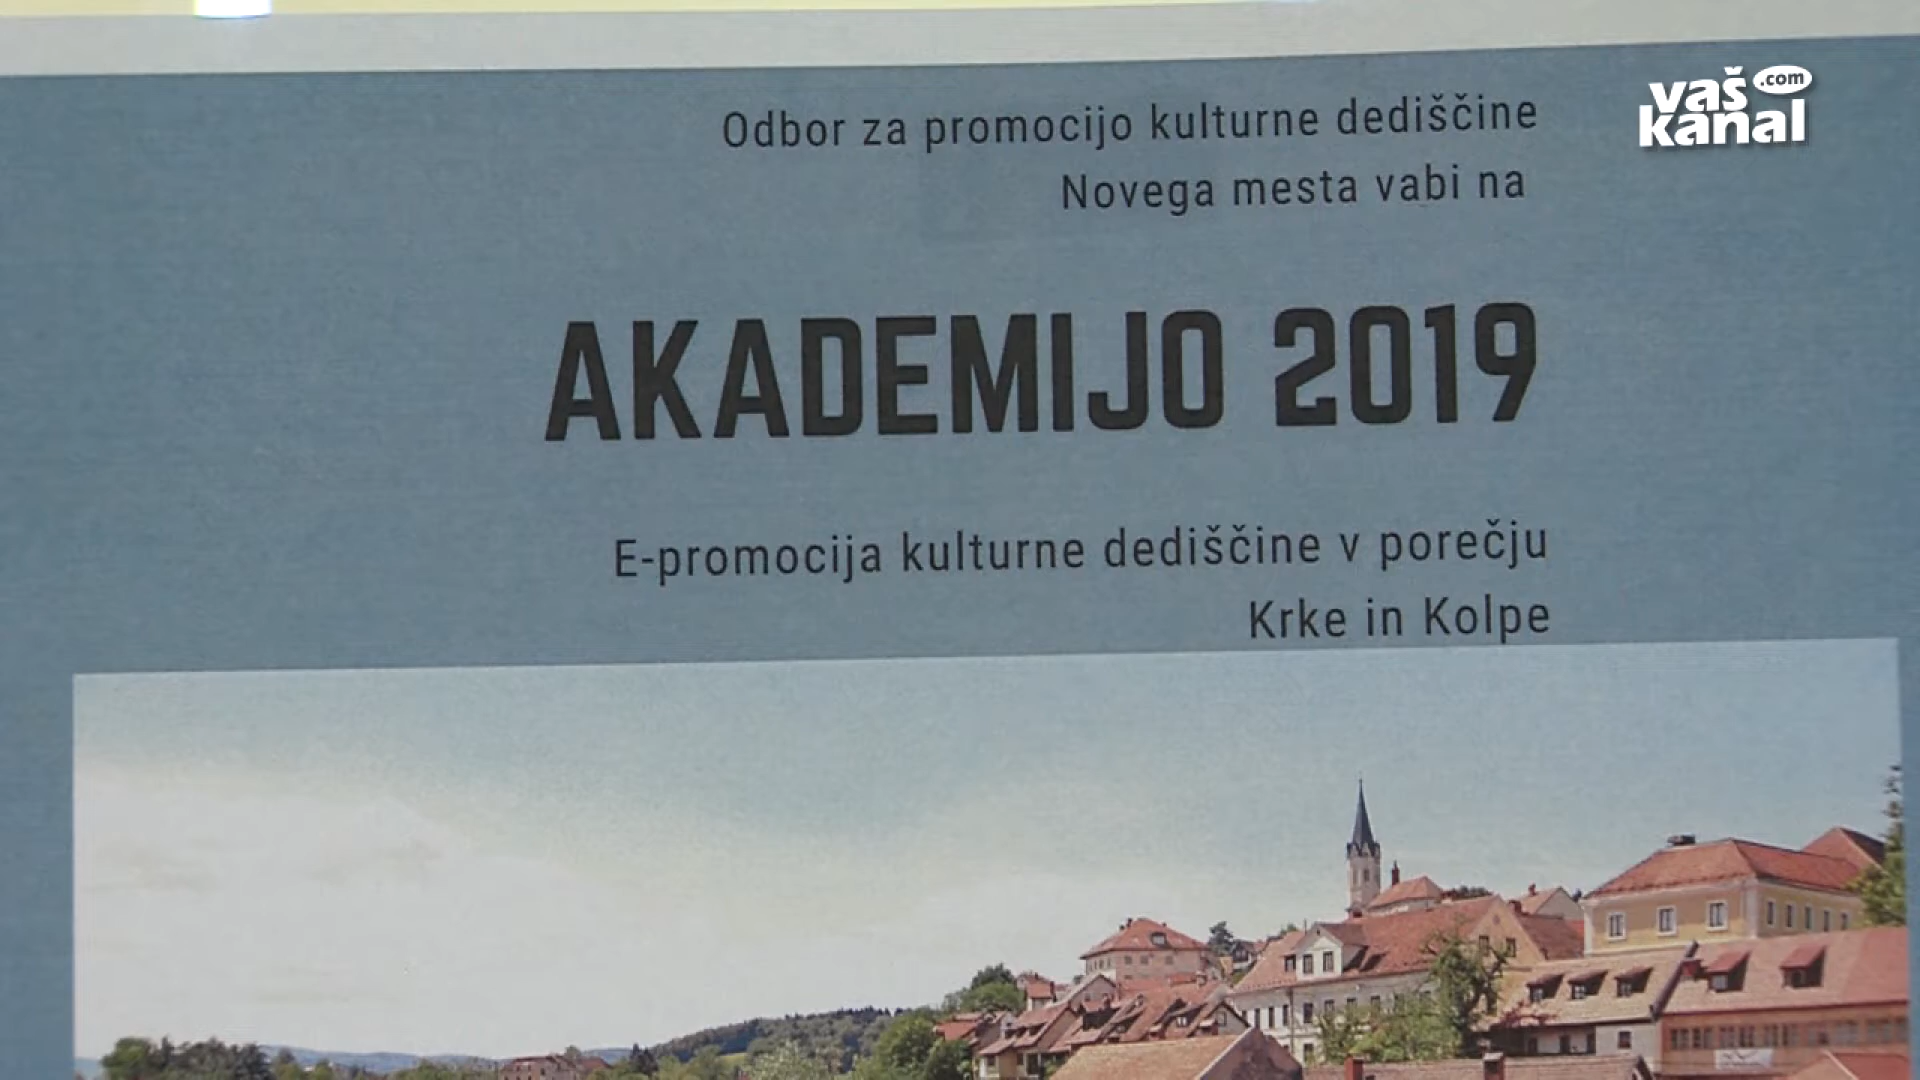 Odbor za promocijo kulturne dediščine
Novega mesta vabi na
AKADEMIJO 2019
E-promocija kulturne dediščine v porečju
Krke in Kolpe
vaš .com
kanal